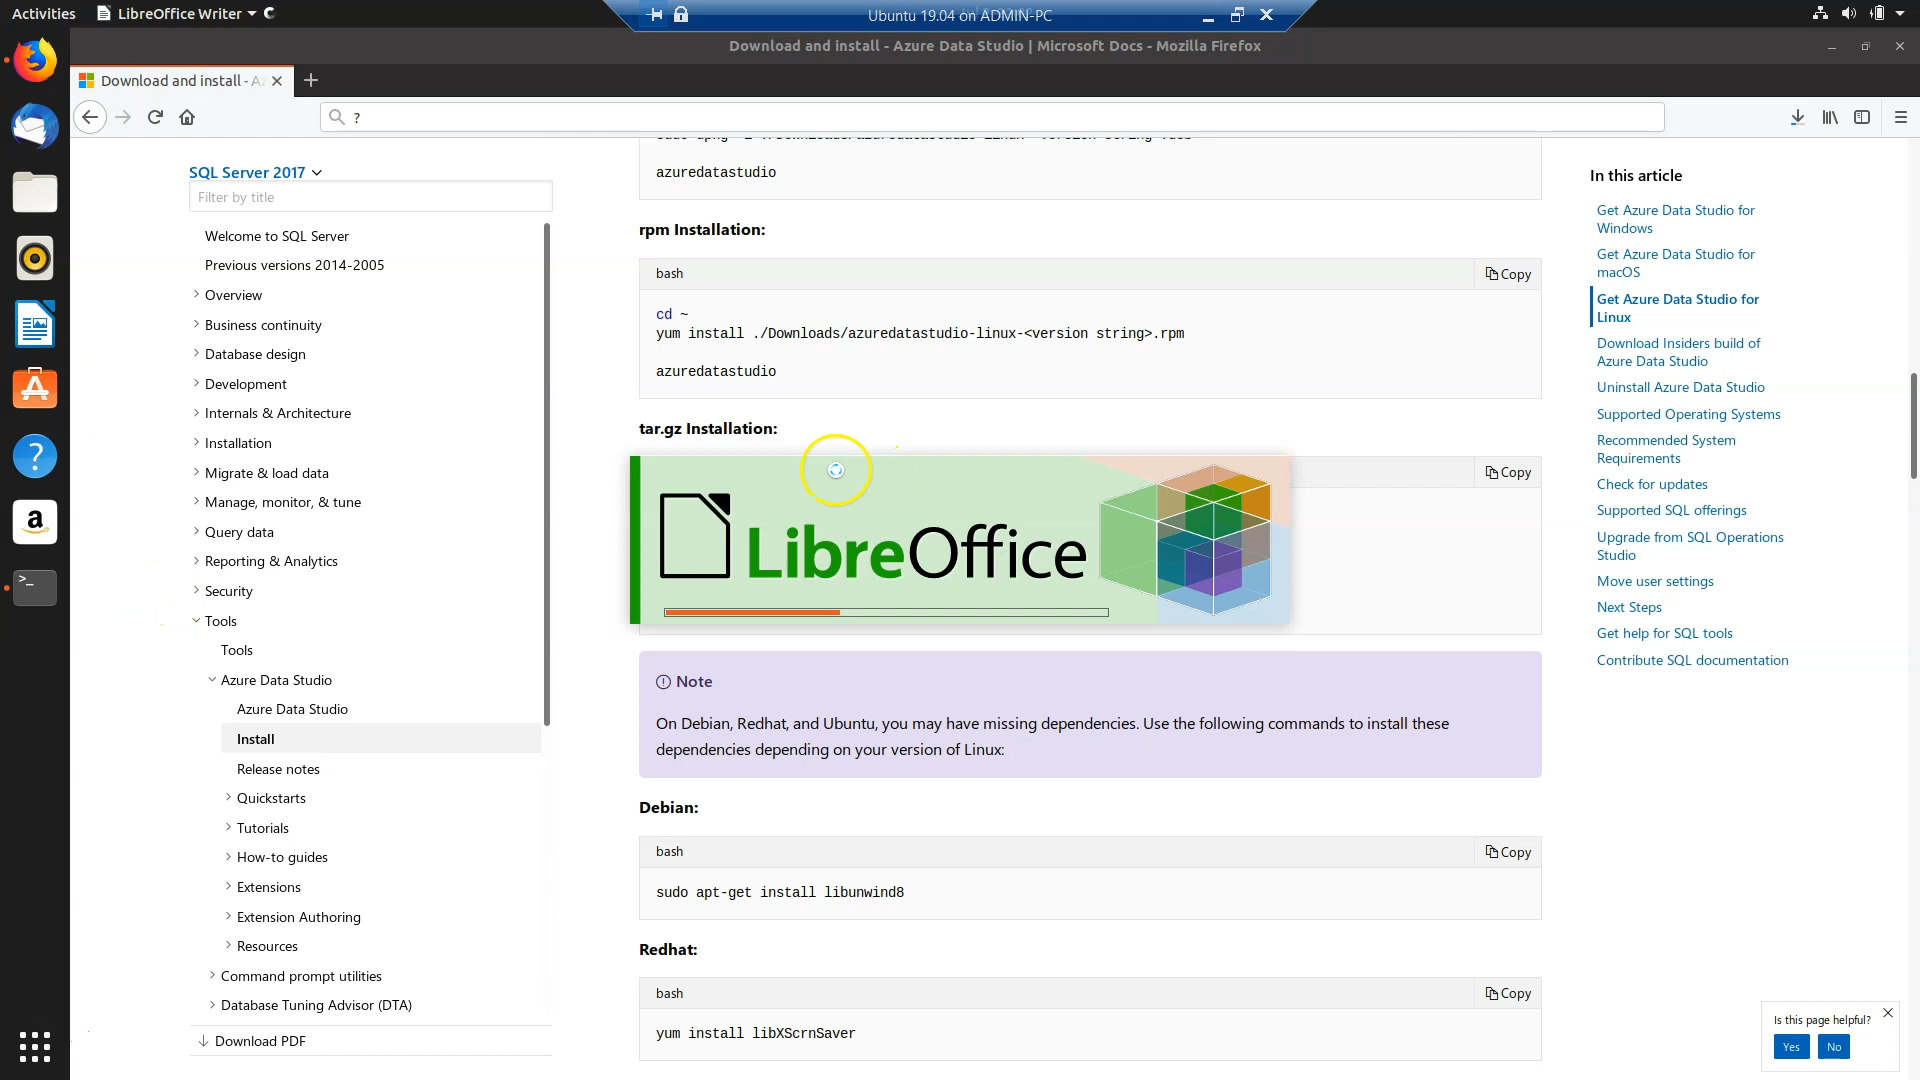 Activities
LibreOffice Writer
Ubuntu 19.04 on ADMIN-PC
Download and install - Azure Data Studio | Microsoft Docs - Mozilla Firefox
Download and install - A
?
SQL Server 2017
Filter by title
Welcome to SQL Server
Previous versions 2014-2005
Overview
Business continuity
Database design
Development
Internals & Architecture
Installation
Migrate & load data
Manage, monitor, & tune
Query data
Reporting & Analytics
Security
Tools
Tools
Azure Data Studio
Azure Data Studio
Install
Release notes
Quickstarts
Tutorials
How-to guides
Extensions
Extension Authoring
Resources
Command prompt utilities
Database Tuning Advisor (DTA)
Download PDF
azuredatastudio
rpm Installation:
bash
Copy
cd ~
yum install ./Downloads/azuredatastudio-linux-<version string>.rpm
azuredatastudio
tar.gz Installation:
Copy
LibreOffice
Note
On Debian, Redhat, and Ubuntu, you may have missing dependencies. Use the following commands to install these
dependencies depending on your version of Linux:
Debian:
bash
Copy
sudo apt-get install libunwind8
Redhat:
bash
Copy
yum install libXScrnSaver
In this article
Get Azure Data Studio for
Windows
Get Azure Data Studio for
macOS
Get Azure Data Studio for
Linux
Download Insiders build of
Azure Data Studio
Uninstall Azure Data Studio
Supported Operating Systems
Recommended System
Requirements
Check for updates
Supported SQL offerings
Upgrade from SQL Operations
Studio
Move user settings
Next Steps
Get help for SQL tools
Contribute SQL documentation
Is this page helpful?
Yes
No